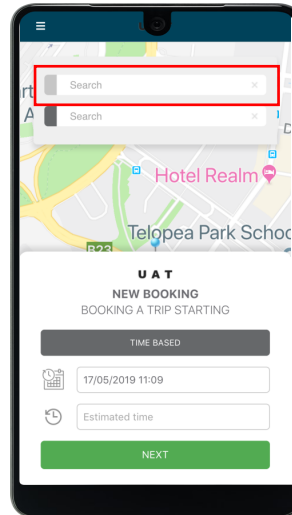 Search
Search
Hotel Realm
Telopea Park Schoo
B23
UAT
NEW BOOKING
BOOKING A TRIP STARTING
TIME BASED
17/05/2019 11:09
Estimated time
NEXT